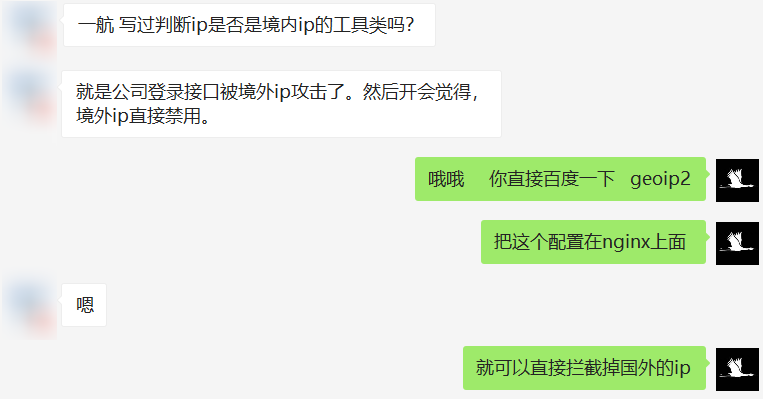 一航 写过判断ip是否是境内ip的工具类吗？
就是公司登录接口被境外ip攻击了。然后开会觉得，
境外ip直接禁用。
哦哦 你直接百度一下 geoip2
把这个配置在nginx上面
嗯
就可以直接拦截掉国外的ip